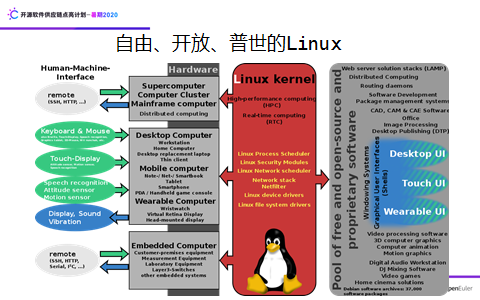 开源软件供应链点亮计划-暑期2020
自由、开放、普世的Linux
Human-Machine-
Interface
Hardware
Linux kernel
Pool of free and open-source and
proprietary software
remote
(SSH, HTTP, ...)
Supercomputer
Computer Cluster
Mainframe computer
Distributed computing
Keyboard & Mouse
Touch-Display
Speech recognition
Attitude sensor
Motion sensor
Display, Sound
Vibration
Desktop Computer
Workstation
Home Computer
Desktop replacement laptop
Thin client
Mobile computer
Note-/ Net-/ Smartbook
Tablet
Smartphone
PDA / Handheld game console
Wearable Computer
Wristwatch
Virtual Retina Display
Head-mounted display
remote
(SSH, HTTP,
Serial, I²C, ...)
Embedded Computer
Customer-premises equipment
Measurement Equipment
Laboratory Equipment
Layer3-Switches
other embedded systems
High-performance computing
(HPC)
Real-time computing
(RTC)
Linux Process Scheduler
Linux Security Modules
Linux Network scheduler
Network stack
Netfilter
Linux device drivers
Linux file system drivers
Web server solution stacks (LAMP)
Distributed Computing
Routing daemons
Software Development
Package management systems
CAD, CAM & CAE Software
Office
Image Processing
Desktop Publishing (DTP)
Windowing Systems
Graphical User Interfaces
(Shells)
Desktop UI
Touch UI
Wearable UI
Video processing software
3D computer graphics
Computer animation
Motion graphics
Digital Audio Workstation
DJ Mixing Software
Video games
Home cinema solutions
Debian software archives: 37,000
software packages
openEuler